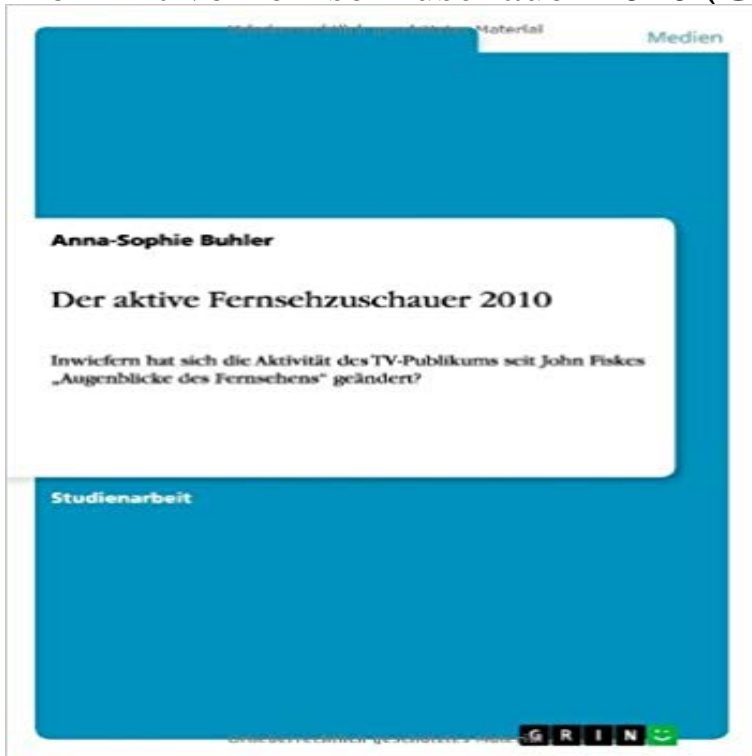 Material
Medien
Anna-Sophie Buhler
Der aktive Fernsehzuschauer 2010
Inwiefern hat sich die Aktivität des TV-Publikums seit John Fiskes
„Augenblicke des Fernsehens“ geändert?
Studienarbeit
GRIN